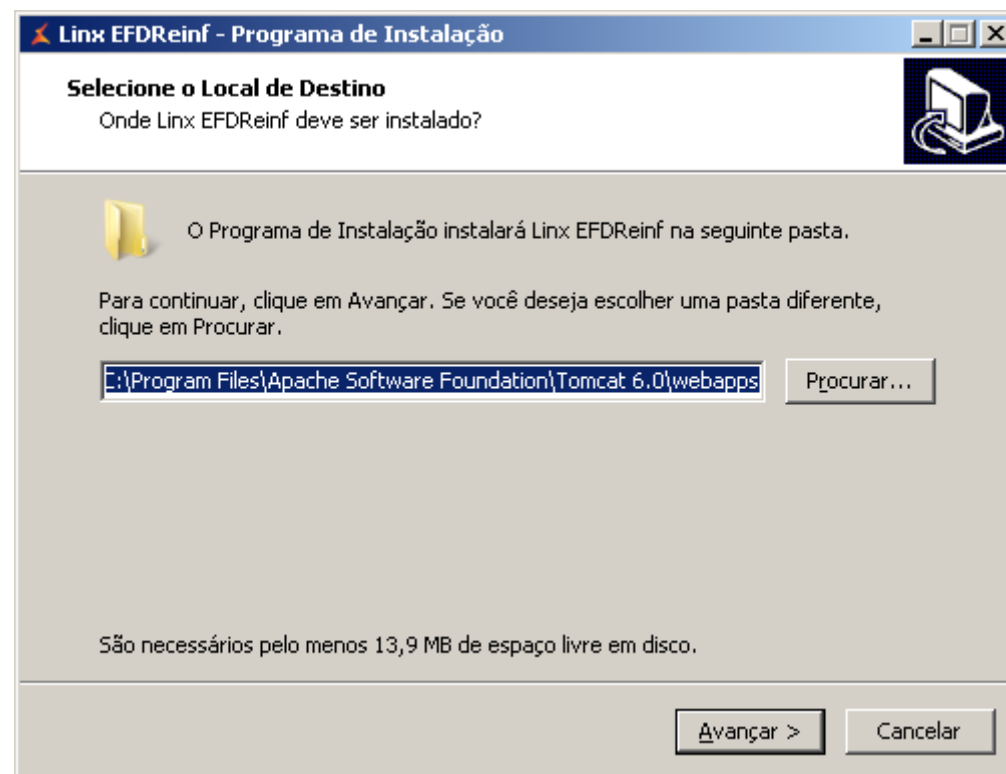 Linx EFDReinf - Programa de Instalação
Selecione o Local de Destino
Onde Linx EFDReinf deve ser instalado?
O Programa de Instalação instalará Linx EFDReinf na seguinte pasta.
Para continuar, clique em Avançar. Se você deseja escolher uma pasta diferente,
clique em Procurar.
C:\Program Files\Apache Software Foundation\Tomcat 6.0\webapps
Procurar...
São necessários pelo menos 13,9 MB de espaço livre em disco.
Avançar >
Cancelar